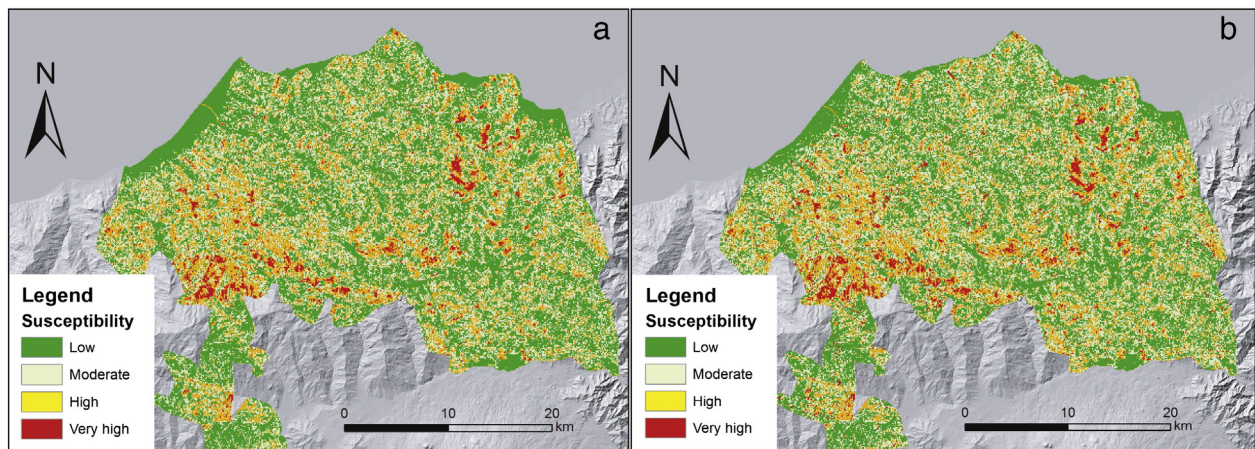 a
N
Legend
Susceptibility
Low
Moderate
High
Very high
0 10 20
km
b
N
Legend
Susceptibility
Low
Moderate
High
Very high
0 10 20
km